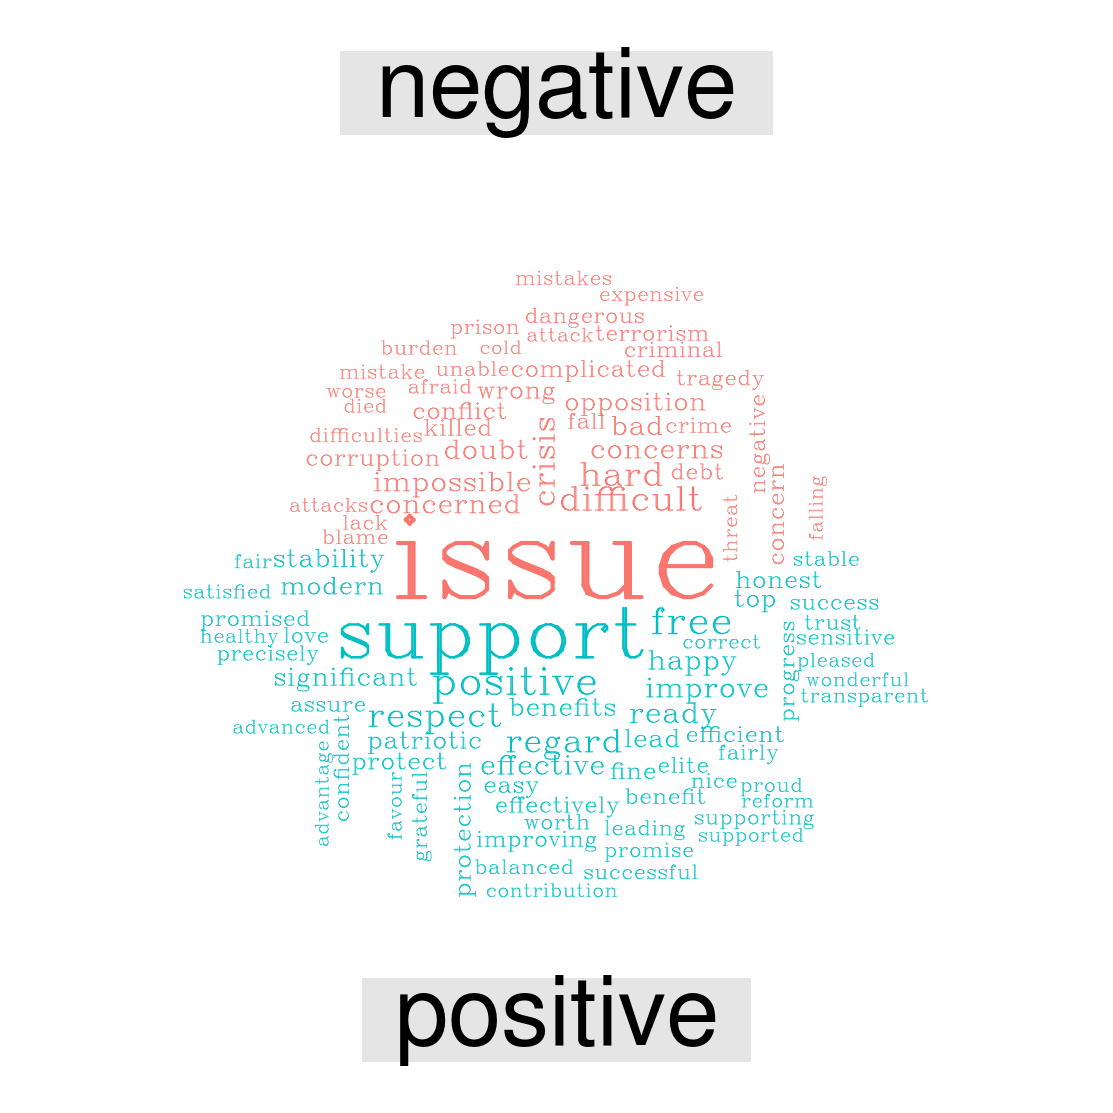 negative
mistakes
expensive
dangerous
prison attack terrorism
burden cold criminal
mistake unable complicated tragedy
worse afraid wrong
died conflict opposition
difficulties killed fall bad crime negative
corruption doubt crisis concerns
impossible hard debt
attacks concerned difficult
lack threat concern falling
blame
issue
fair stability stable
satisfied modern honest
top success
promised support free trust
healthy love correct sensitive
precisely happy progress pleased
significant positive improve wonderful
transparent
assure respect benefits ready
advanced patriotic regard lead efficient
confident protect effective fine elite fairly
advantage favour grateful easy nice proud
protection effectively benefit reform
worth leading supporting
improving supported
promise
balanced successful
contribution
positive